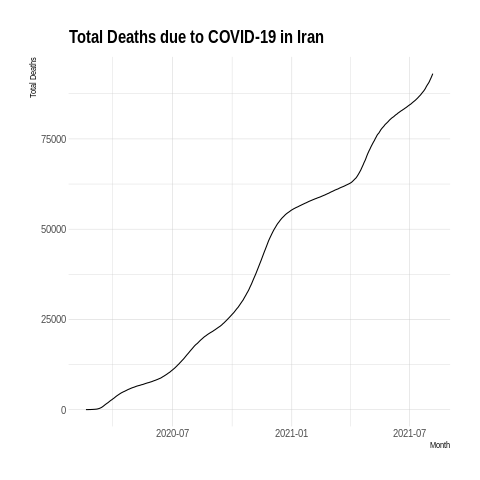 Total Deaths due to COVID-19 in Iran
Total Deaths
75000
50000
25000
0
2020-07
2021-01
2021-07
Month